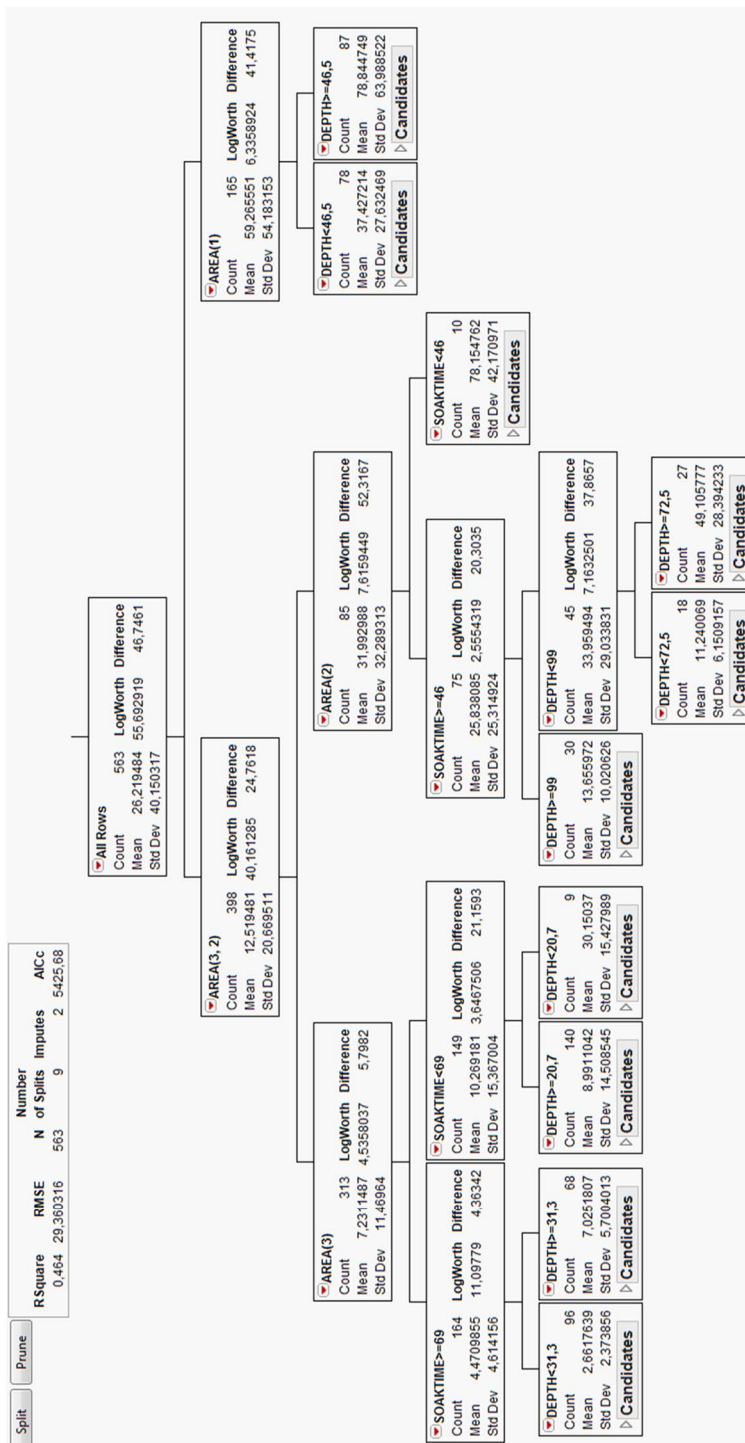 Split
Prune
Number
RSquare RMSE N of Splits Imputes AICc
0,464 29,360316 563 9 2 5425,68
All Rows
Count 563 LogWorth Difference
Mean 26,219484 55,692919 46,7461
Std Dev 40,150317
AREA(3, 2)
Count 398 LogWorth Difference
Mean 12,519481 40,161285 24,7618
Std Dev 20,669511
AREA(1)
Count 165 LogWorth Difference
Mean 59,265551 6,3358924 41,4175
Std Dev 54,183153
AREA(3)
Count 313 LogWorth Difference
Mean 7,2311487 4,5358037 5,7982
Std Dev 11,46964
AREA(2)
Count 85 LogWorth Difference
Mean 31,992988 7,6159449 52,3167
Std Dev 32,289313
DEPTH<46,5
Count 78
Mean 37,427214
Std Dev 27,632469
Candidates
DEPTH>=46,5
Count 87
Mean 78,844749
Std Dev 63,988522
Candidates
SOAKTIME>=69
Count 164 LogWorth Difference
Mean 4,4709855 11,09779 4,36342
Std Dev 4,614156
SOAKTIME<69
Count 149 LogWorth Difference
Mean 10,269181 3,6467506 21,1593
Std Dev 15,367004
SOAKTIME>=46
Count 75 LogWorth Difference
Mean 25,838085 2,5554319 20,3035
Std Dev 25,314924
SOAKTIME<46
Count 10
Mean 78,154762
Std Dev 42,170971
Candidates
DEPTH<31,3
Count 96
Mean 2,6617639
Std Dev 2,373856
Candidates
DEPTH>=31,3
Count 68
Mean 7,0251807
Std Dev 5,7004013
Candidates
DEPTH>=20,7
Count 140
Mean 8,9911042
Std Dev 14,508545
Candidates
DEPTH<20,7
Count 9
Mean 30,15037
Std Dev 15,427989
Candidates
DEPTH>=99
Count 30
Mean 13,655972
Std Dev 10,020626
Candidates
DEPTH<99
Count 45 LogWorth Difference
Mean 33,959494 7,1632501 37,8657
Std Dev 29,033831
DEPTH<72,5
Count 18
Mean 11,240069
Std Dev 6,1509157
Candidates
DEPTH>=72,5
Count 27
Mean 49,105777
Std Dev 28,394233
Candidates